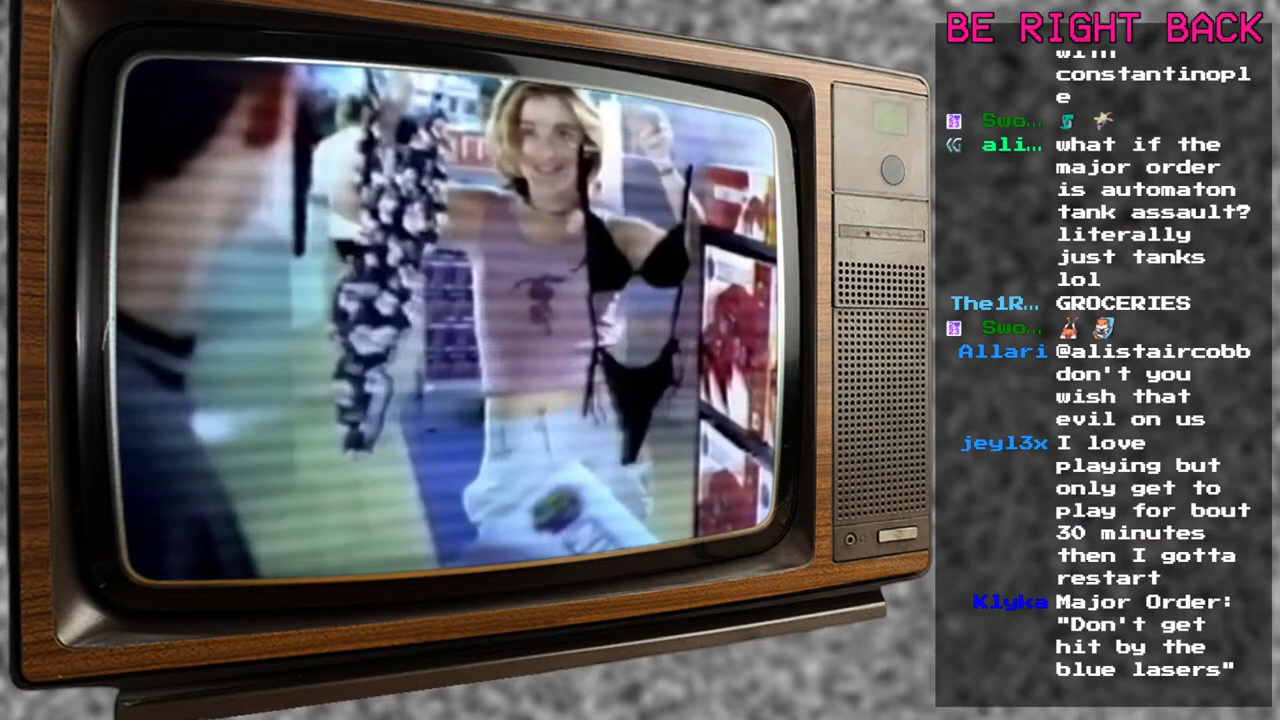 BE RIGHT BACK
constantinopl
e
Swo...
ali... what if the
major order
is automaton
tank assault?
literally
just tanks
lol
The1R... GROCERIES
Swo...
Allari @alistaircobb
don't you
wish that
evil on us
jeyl3x I love
playing but
only get to
play for bout
30 minutes
then I gotta
restart
Klyka Major Order:
"Don't get
hit by the
blue lasers"